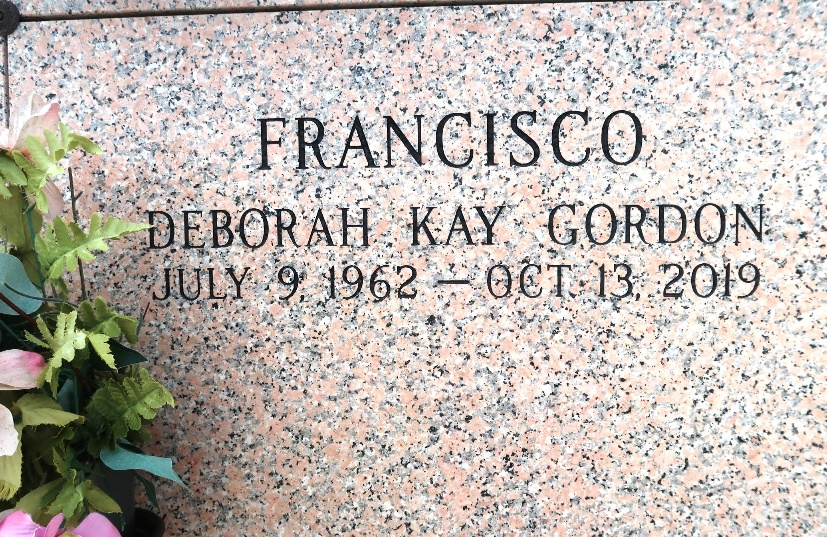 FRANCISCO
DEBORAH KAY GORDON
JULY 9, 1962 — OCT. 13, 2019